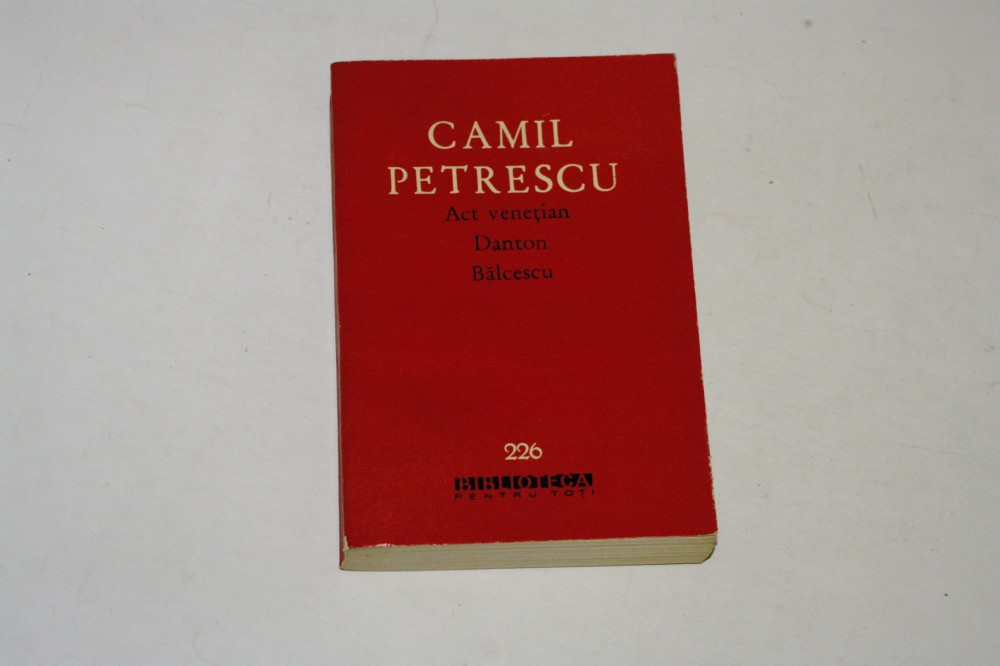 CAMIL
PETRESCU
Act venețian
Danton
Bălcescu
226
BIBLIOTECA
PENTRU TOȚI